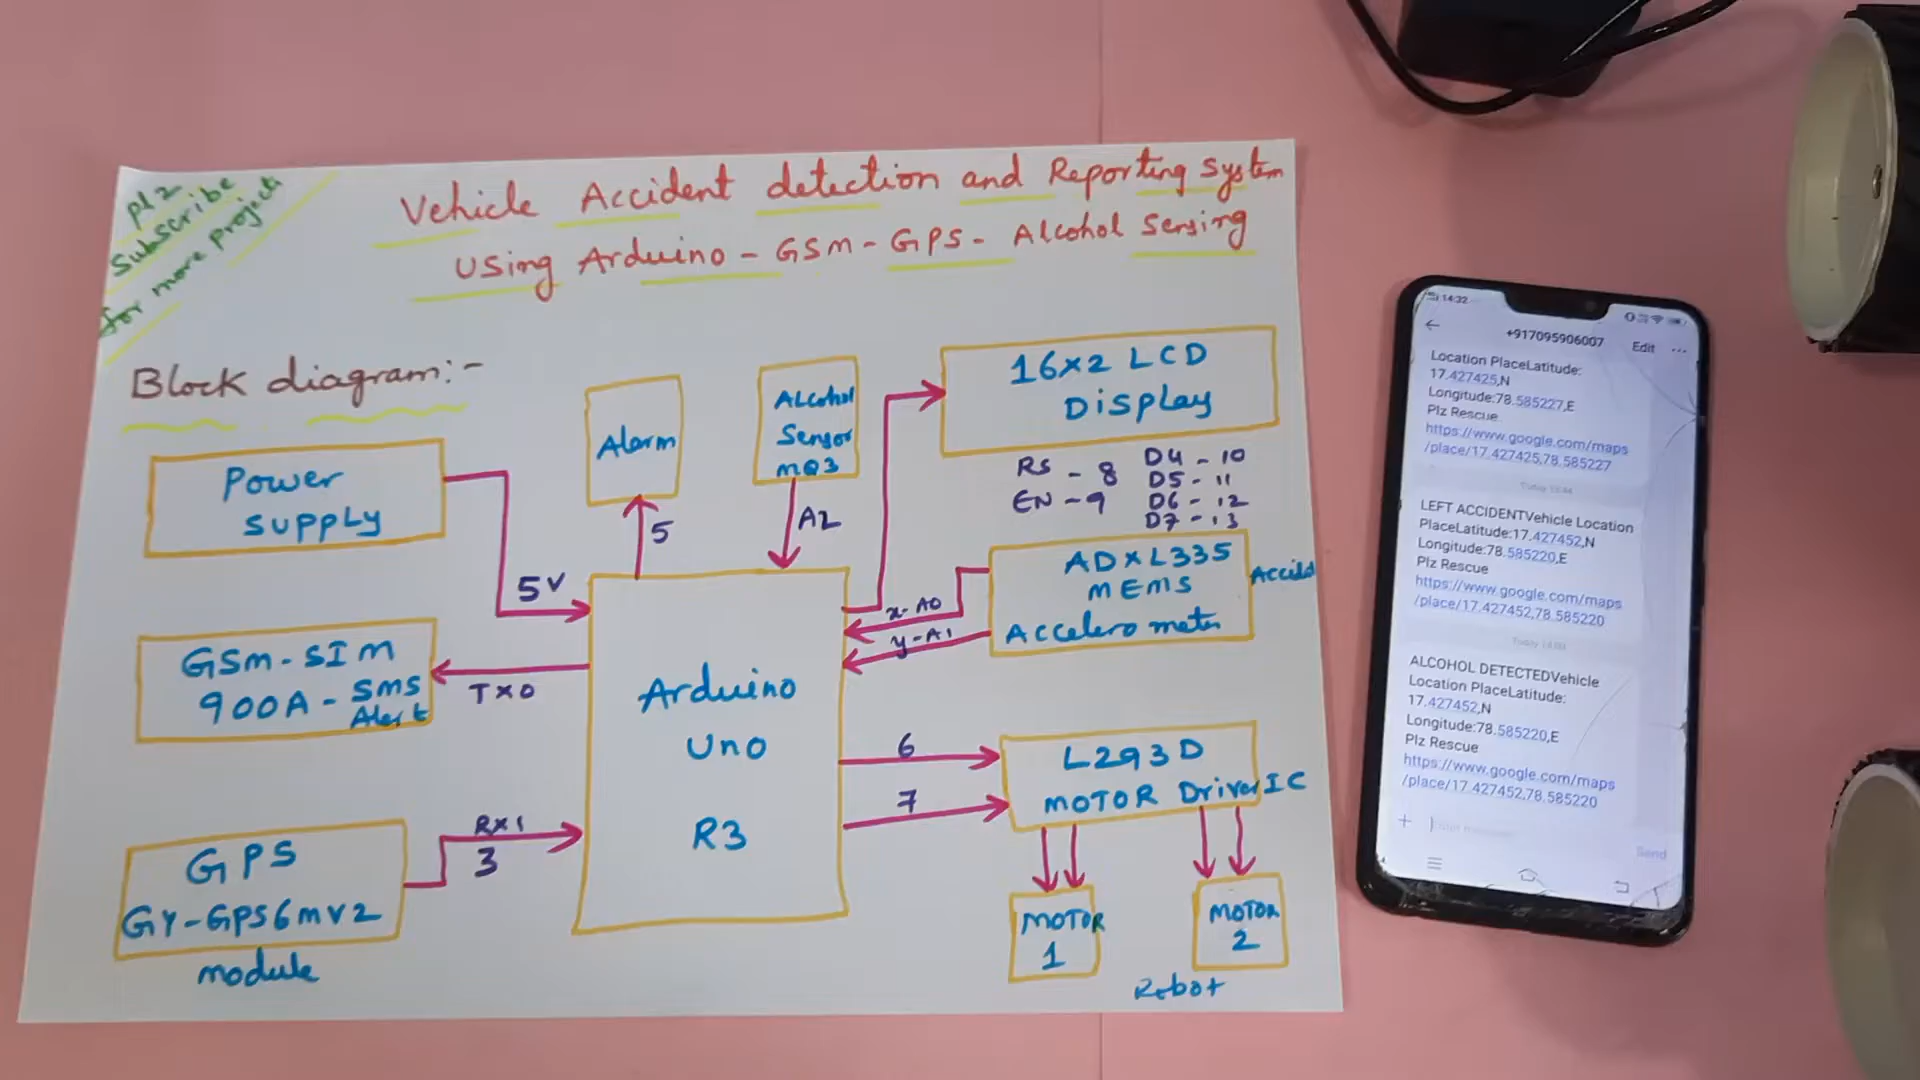 plz
subscribe
for more project
Vehicle Accident detection and Reporting System
Using Arduino - GSM - GPS - Alcohol Sensing
Block diagram:-
Power
Supply
5V
GSM-SIM
900A - SMS
Alert
TX0
GPS
GY-GPS6mv2
module
RX1
3
Alarm
5
ALcohol
Sensor
MQ3
A2
Arduino
Uno
R3
16x2 LCD
Display
RS - 8
EN - 9
D4 - 10
D5 - 11
D6 - 12
D7 - 13
ADXL335
MEMS
Accelerometer
x-A0
y-A1
6
7
L293D
MOTOR Driver IC
MOTOR
1
MOTOR
2
Robot
14:32
+917095906007
Edit
Location PlaceLatitude:
17.427425,N
Longitude:78.585227,E
Plz Rescue
https://www.google.com/maps
/place/17.427425,78.585227
LEFT ACCIDENTVehicle Location
PlaceLatitude:17.427452,N
Longitude:78.585220,E
Plz Rescue
https://www.google.com/maps
/place/17.427452,78.585220
ALCOHOL DETECTEDVehicle
Location PlaceLatitude:
17.427452,N
Longitude:78.585220,E
Plz Rescue
https://www.google.com/maps
/place/17.427452,78.585220
Send